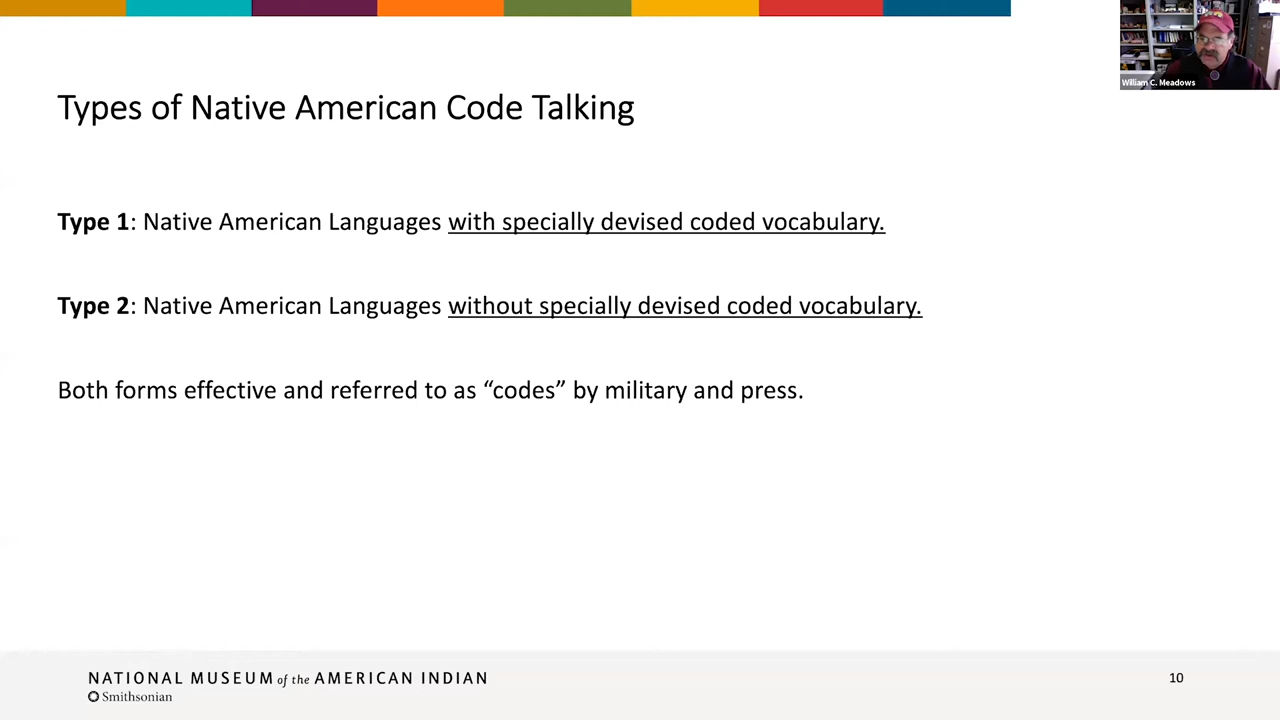 William C. Meadows
Types of Native American Code Talking
Type 1: Native American Languages with specially devised coded vocabulary.
Type 2: Native American Languages without specially devised coded vocabulary.
Both forms effective and referred to as “codes” by military and press.
NATIONAL MUSEUM of the AMERICAN INDIAN
Smithsonian
10